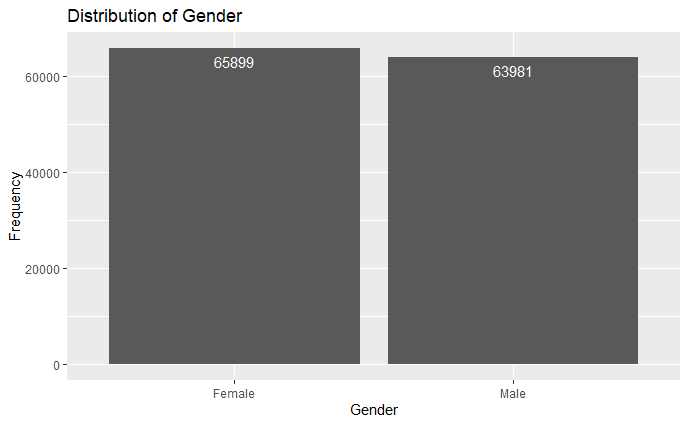 Distribution of Gender
65899
63981
60000
40000
20000
0
Frequency
Female
Male
Gender